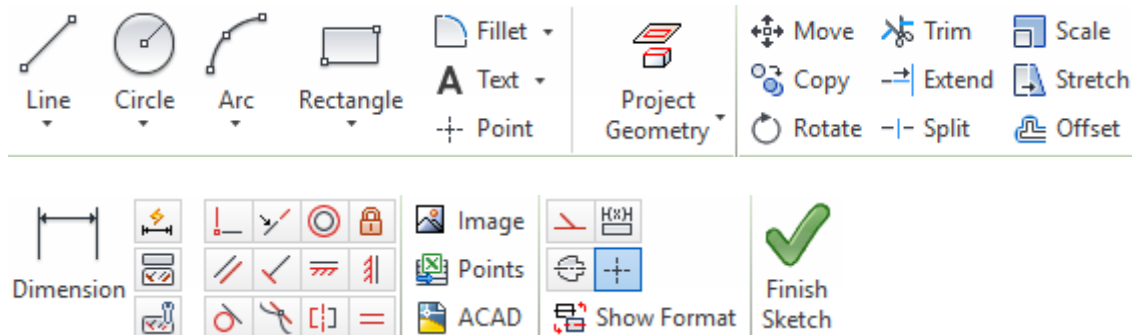 Line
Circle
Arc
Rectangle
Fillet
A Text
Point
Project
Geometry
Move
Copy
Rotate
Trim
Extend
Split
Scale
Stretch
Offset
Dimension
Image
Points
ACAD
Show Format
Finish
Sketch